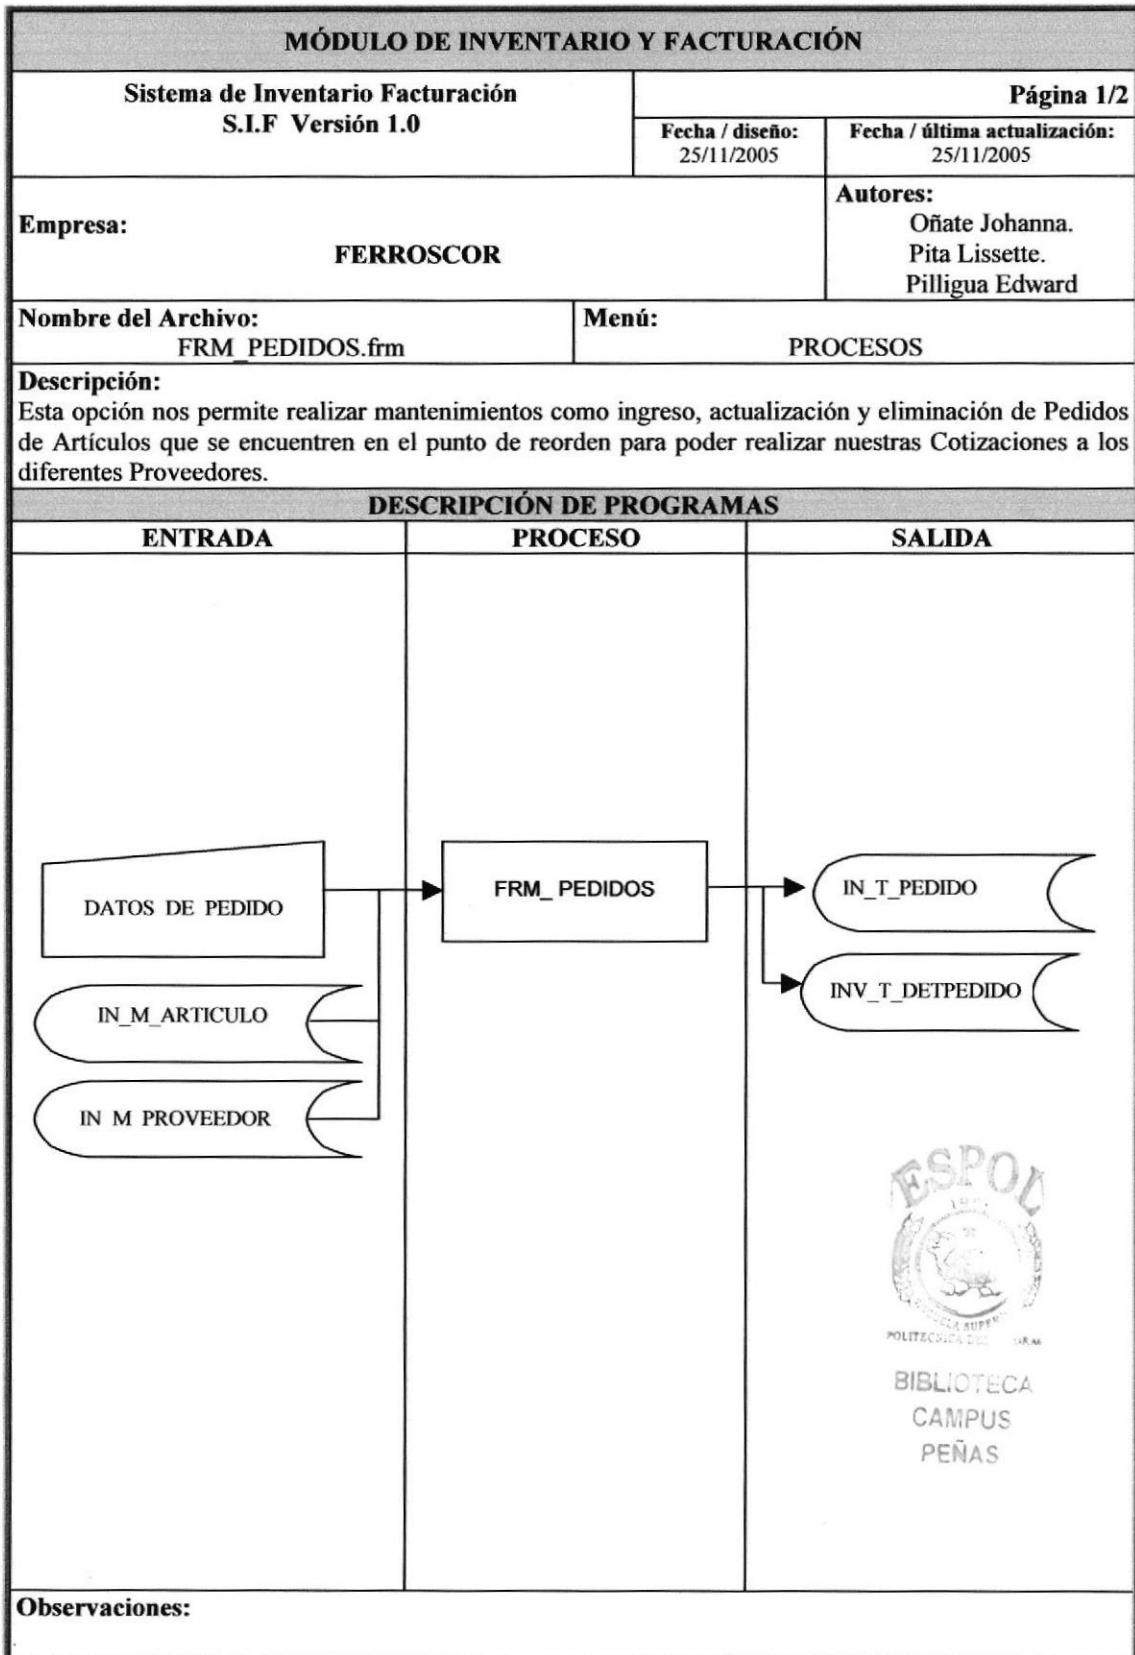 MÓDULO DE INVENTARIO Y FACTURACIÓN
Sistema de Inventario Facturación
S.I.F Versión 1.0
Página 1/2
Fecha / diseño:
25/11/2005
Fecha / última actualización:
25/11/2005
Empresa:
FERROSCOR
Autores:
Oñate Johanna.
Pita Lissette.
Pilligua Edward
Nombre del Archivo:
FRM_PEDIDOS.frm
Menú:
PROCESOS
Descripción:
Esta opción nos permite realizar mantenimientos como ingreso, actualización y eliminación de Pedidos
de Artículos que se encuentren en el punto de reorden para poder realizar nuestras Cotizaciones a los
diferentes Proveedores.
DESCRIPCIÓN DE PROGRAMAS
ENTRADA
PROCESO
SALIDA
DATOS DE PEDIDO
IN_M_ARTICULO
IN M PROVEEDOR
FRM_ PEDIDOS
IN_T_PEDIDO
INV_T_DETPEDIDO
ESPOL
POLITECNICA
BIBLIOTECA
CAMPUS
PEÑAS
Observaciones: